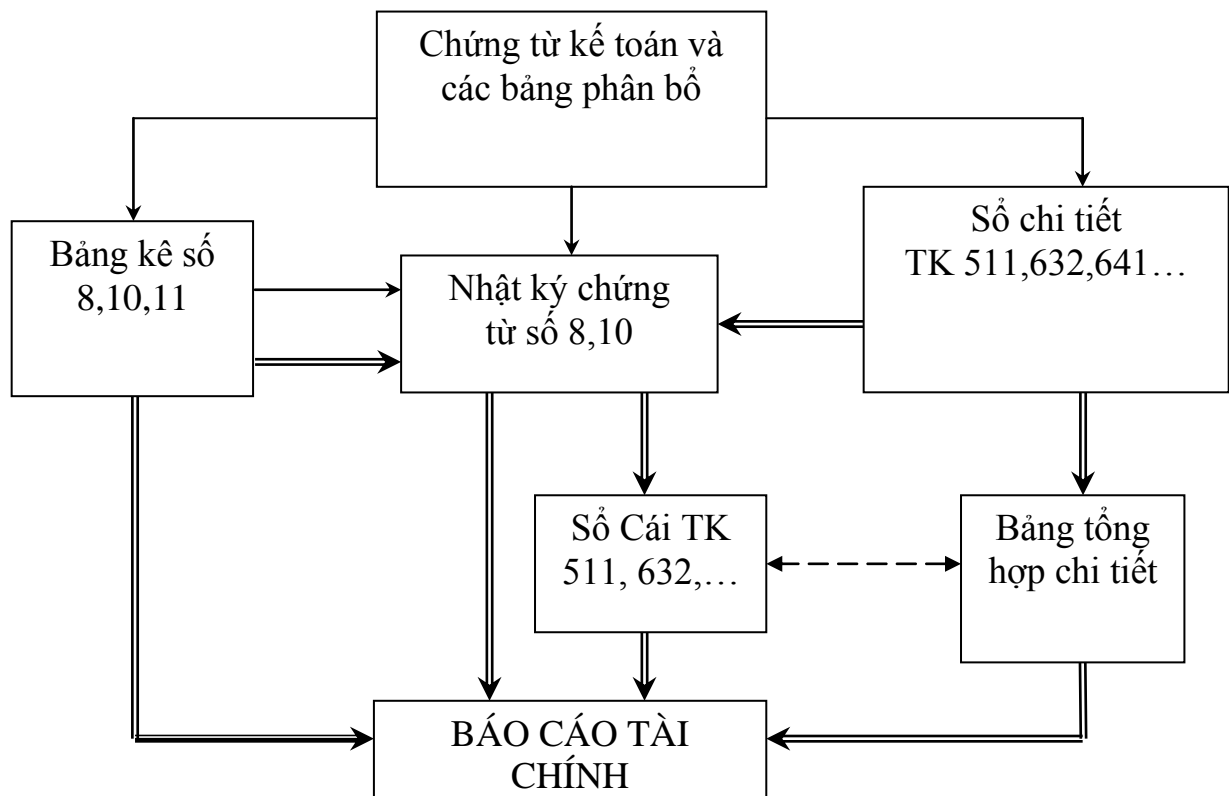 Chứng từ kế toán và
các bảng phân bổ
Bảng kê số
8,10,11
Nhật ký chứng
từ số 8,10
Sổ chi tiết
TK 511,632,641…
Sổ Cái TK
511, 632,…
Bảng tổng
hợp chi tiết
BÁO CÁO TÀI
CHÍNH